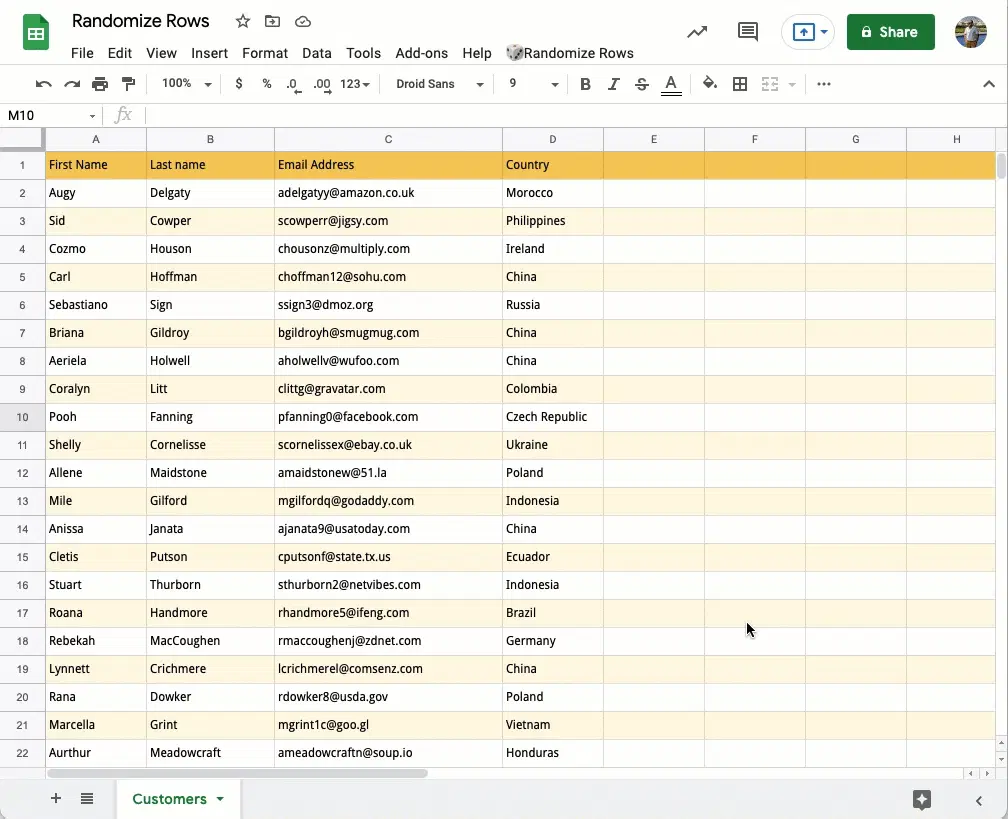 Randomize Rows
File Edit View Insert Format Data Tools Add-ons Help Randomize Rows
Share
100% $ % .0 .00 123 Droid Sans 9 B I S A
M10 fx
A B C D E F G H
1 First Name Last name Email Address Country
2 Augy Delgaty adelgatyy@amazon.co.uk Morocco
3 Sid Cowper scowperr@jigsy.com Philippines
4 Cozmo Houson chousonz@multiply.com Ireland
5 Carl Hoffman choffman12@sohu.com China
6 Sebastiano Sign ssign3@dmoz.org Russia
7 Briana Gildroy bgildroyh@smugmug.com China
8 Aeriela Holwell aholwellv@wufoo.com China
9 Coralyn Litt clittg@gravatar.com Colombia
10 Pooh Fanning pfanning0@facebook.com Czech Republic
11 Shelly Cornelisse scornelissex@ebay.co.uk Ukraine
12 Allene Maidstone amaidstonew@51.la Poland
13 Mile Gilford mgilfordq@godaddy.com Indonesia
14 Anissa Janata ajanata9@usatoday.com China
15 Cletis Putson cputsonf@state.tx.us Ecuador
16 Stuart Thurborn sthurborn2@netvibes.com Indonesia
17 Roana Handmore rhandmore5@ifeng.com Brazil
18 Rebekah MacCoughen rmaccoughenj@zdnet.com Germany
19 Lynnett Crichmere lcrichmerel@comsenz.com China
20 Rana Dowker rdowker8@usda.gov Poland
21 Marcella Grint mgrint1c@goo.gl Vietnam
22 Aurthur Meadowcraft ameadowcraftn@soup.io Honduras
Customers